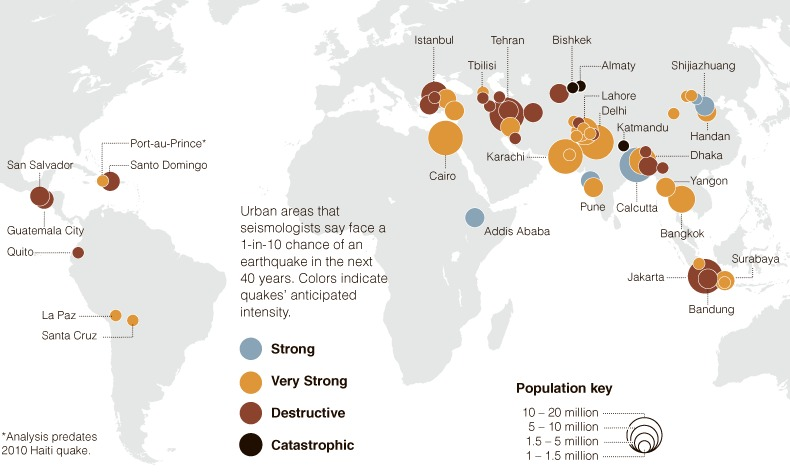 Istanbul
Tehran
Bishkek
Tbilisi
Almaty
Shijiazhuang
Lahore
Delhi
Katmandu
Handan
Port-au-Prince*
San Salvador
Santo Domingo
Karachi
Dhaka
Cairo
Yangon
Pune
Calcutta
Guatemala City
Addis Ababa
Bangkok
Quito
Surabaya
Jakarta
Bandung
La Paz
Santa Cruz
Urban areas that
seismologists say face a
1-in-10 chance of an
earthquake in the next
40 years. Colors indicate
quakes’ anticipated
intensity.
Strong
Very Strong
Destructive
Catastrophic
Population key
10 – 20 million
5 – 10 million
1.5 – 5 million
1 – 1.5 million
*Analysis predates
2010 Haiti quake.